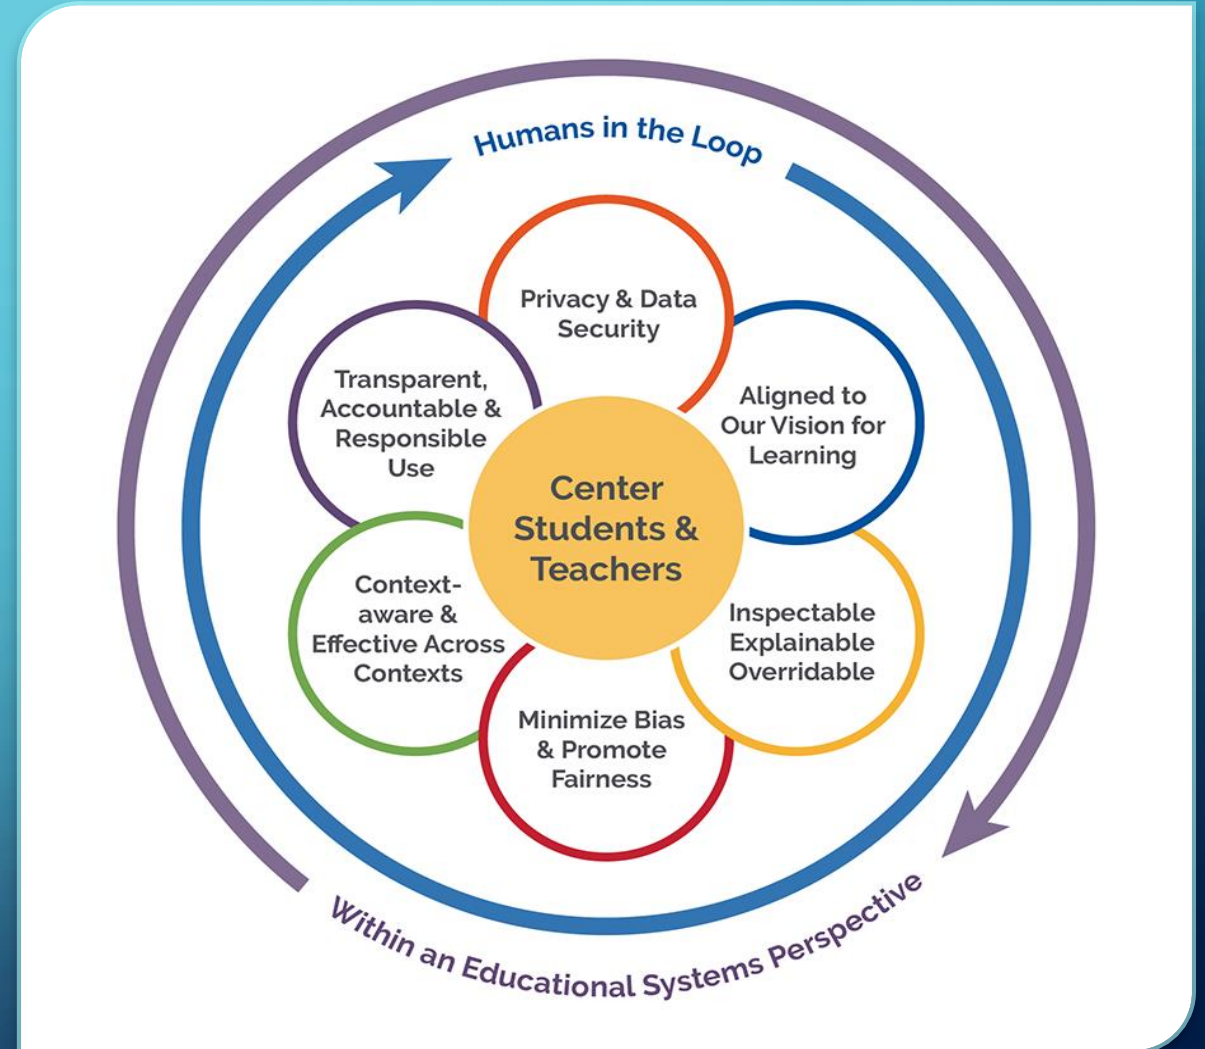 Humans in the Loop
Privacy & Data
Security
Transparent,
Accountable &
Responsible
Use
Aligned to
Our Vision for
Learning
Center
Students &
Teachers
Context-
aware &
Effective Across
Contexts
Inspectable
Explainable
Overridable
Minimize Bias
& Promote
Fairness
Within an Educational Systems Perspective